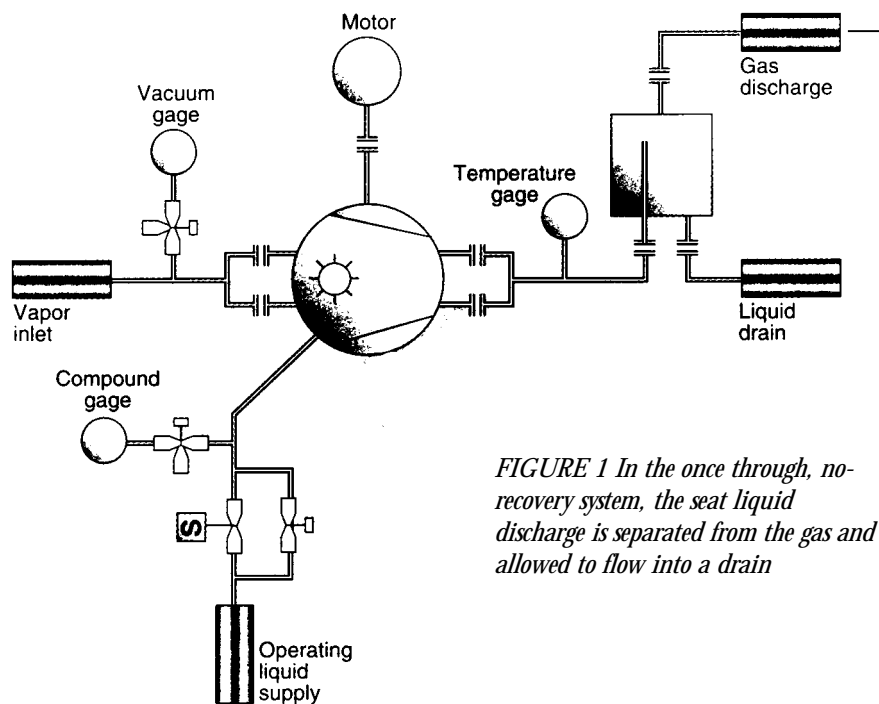 Motor
Gas
discharge
Vacuum
gage
Temperature
gage
Vapor
inlet
Liquid
drain
Compound
gage
FIGURE 1 In the once through, no-
recovery system, the seat liquid
discharge is separated from the gas and
allowed to flow into a drain
S
Operating
liquid
supply